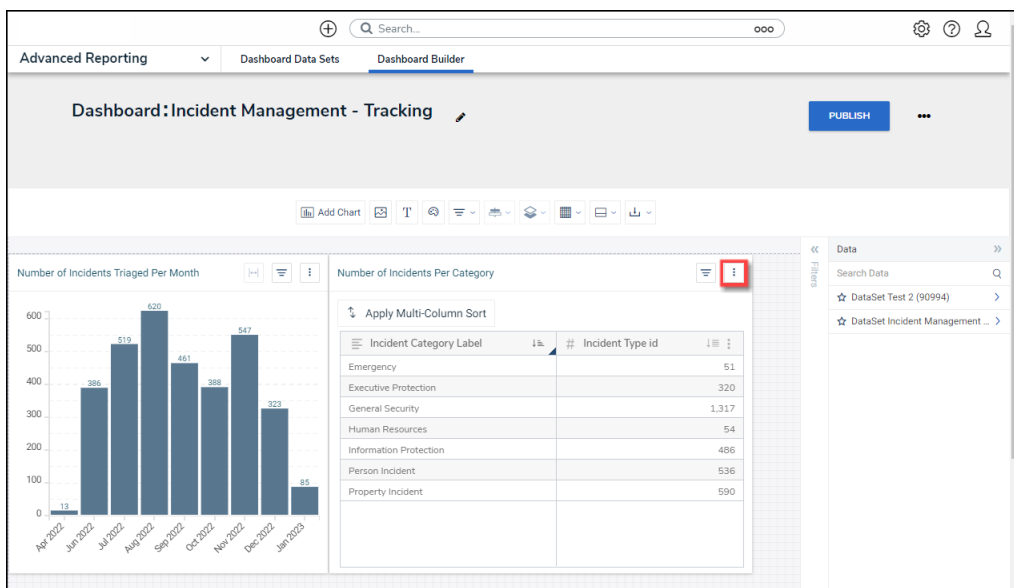 Search...
ooo
Advanced Reporting
Dashboard Data Sets
Dashboard Builder
Dashboard:Incident Management - Tracking
PUBLISH
Add Chart
T
Number of Incidents Triaged Per Month
600
500
400
300
200
100
0
13
386
519
620
461
388
547
323
85
Apr 2022
Jun 2022
Jul 2022
Aug 2022
Sep 2022
Oct 2022
Nov 2022
Dec 2022
Jan 2023
Number of Incidents Per Category
Apply Multi-Column Sort
Incident Category Label # Incident Type id
Emergency 51
Executive Protection 320
General Security 1,317
Human Resources 54
Information Protection 486
Person Incident 536
Property Incident 590
Filters
Data
Search Data
DataSet Test 2 (90994)
DataSet Incident Management ...